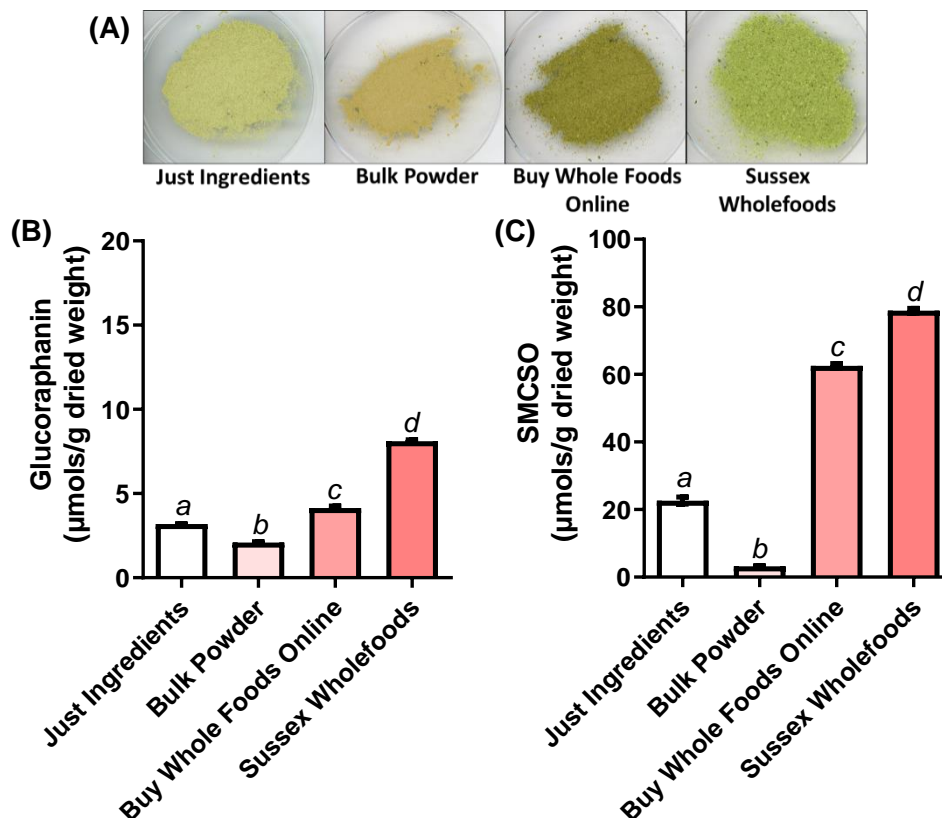 (A)
Just Ingredients
Bulk Powder
Buy Whole Foods
Online
Sussex
Wholefoods
(B)
Glucoraphanin
(µmols/g dried weight)
20
15
10
5
0
a
b
c
d
Just Ingredients
Bulk Powder
Buy Whole Foods Online
Sussex Wholefoods
(C)
SMCSO
(µmols/g dried weight)
100
80
60
40
20
0
a
b
c
d
Just Ingredients
Bulk Powder
Buy Whole Foods Online
Sussex Wholefoods